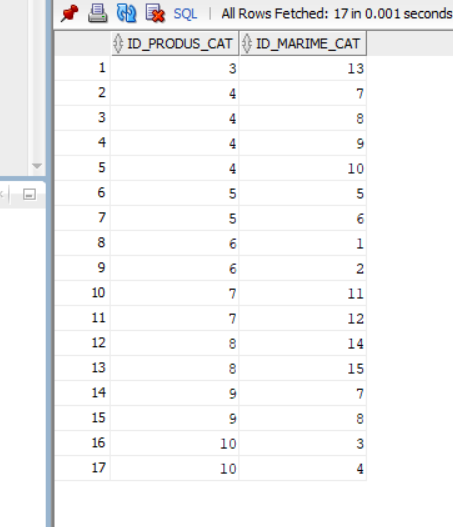 SQL | All Rows Fetched: 17 in 0.001 seconds
ID_PRODUS_CAT ID_MARIME_CAT
1 3 13
2 4 7
3 4 8
4 4 9
5 4 10
6 5 5
7 5 6
8 6 1
9 6 2
10 7 11
11 7 12
12 8 14
13 8 15
14 9 7
15 9 8
16 10 3
17 10 4